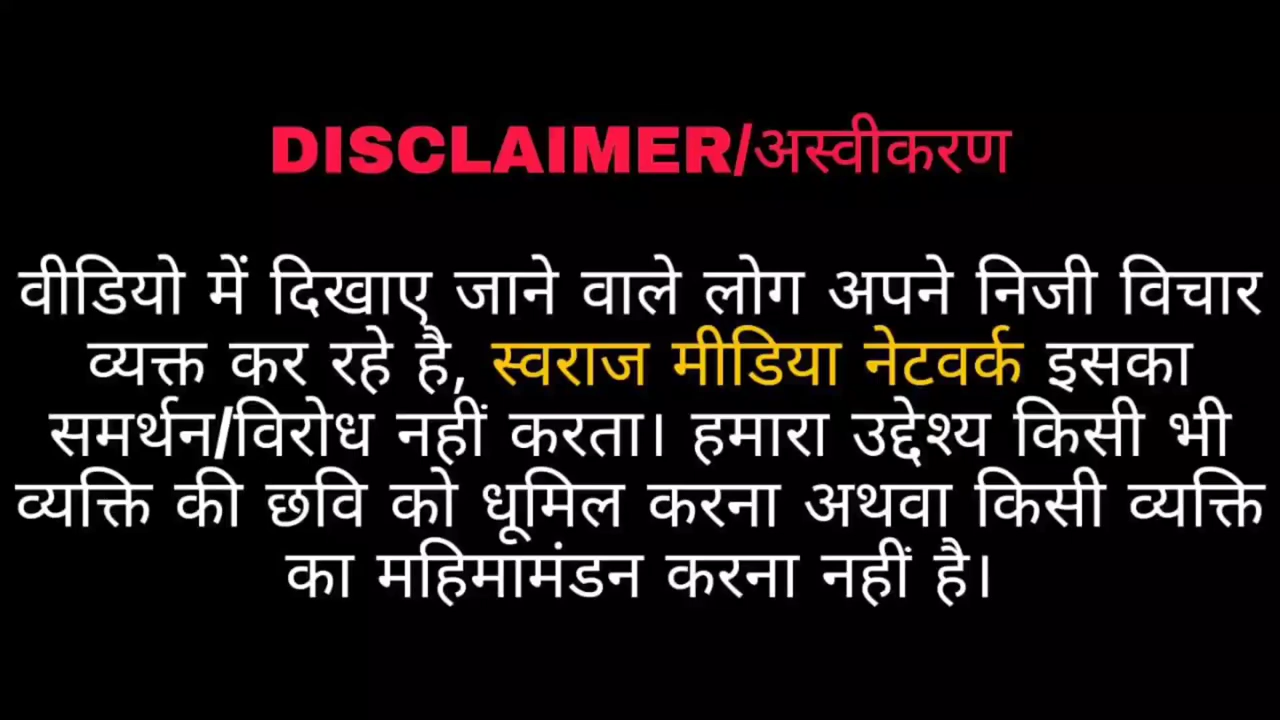 DISCLAIMER/अस्वीकरण
वीडियो में दिखाए जाने वाले लोग अपने निजी विचार
व्यक्त कर रहे है, स्वराज मीडिया नेटवर्क इसका
समर्थन/विरोध नहीं करता। हमारा उद्देश्य किसी भी
व्यक्ति की छवि को धूमिल करना अथवा किसी व्यक्ति
का महिमामंडन करना नहीं है।